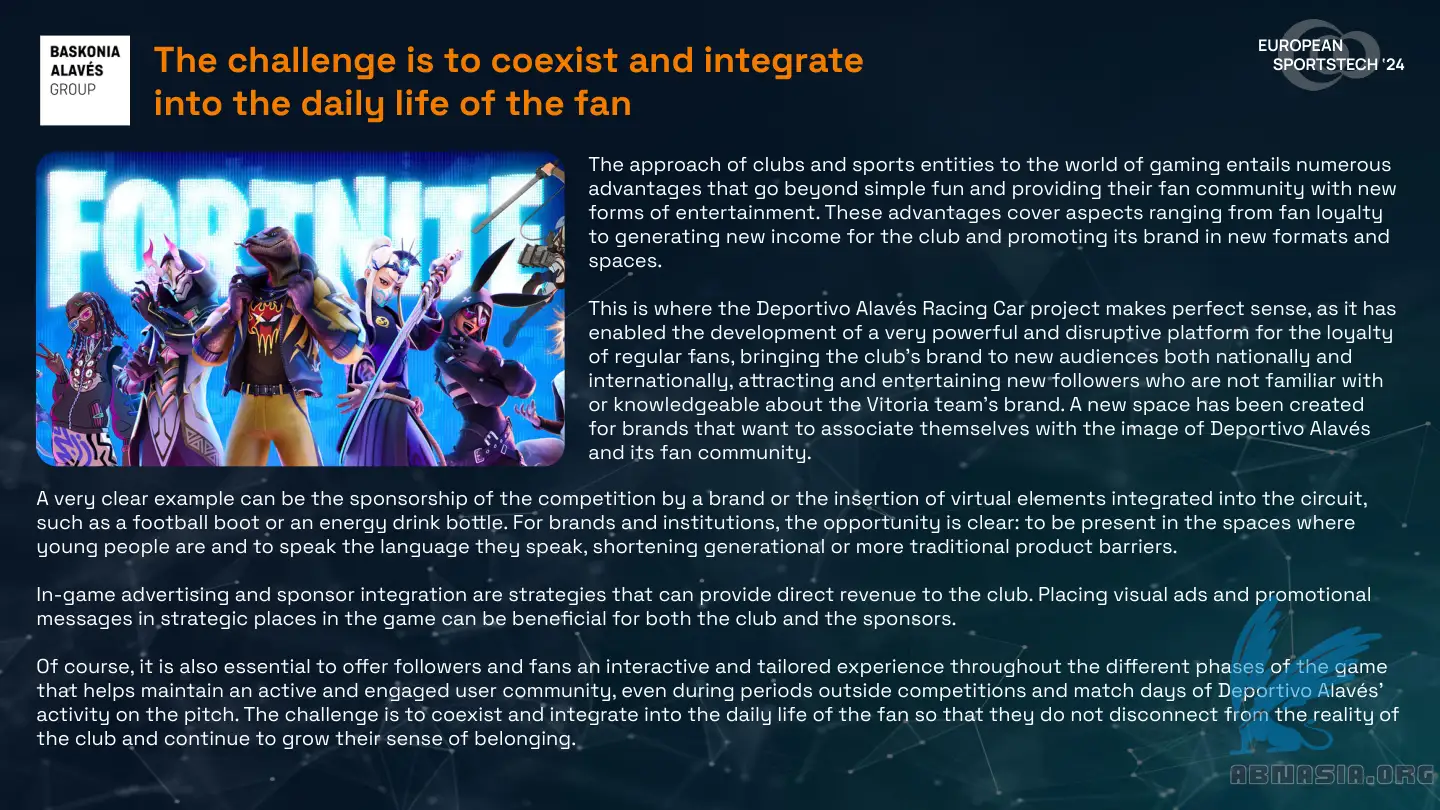 BASKONIA
ALAVÉS
GROUP
The challenge is to coexist and integrate
into the daily life of the fan
EUROPEAN
SPORTSTECH '24
FORTNITE
The approach of clubs and sports entities to the world of gaming entails numerous
advantages that go beyond simple fun and providing their fan community with new
forms of entertainment. These advantages cover aspects ranging from fan loyalty
to generating new income for the club and promoting its brand in new formats and
spaces.
This is where the Deportivo Alavés Racing Car project makes perfect sense, as it has
enabled the development of a very powerful and disruptive platform for the loyalty
of regular fans, bringing the club's brand to new audiences both nationally and
internationally, attracting and entertaining new followers who are not familiar with
or knowledgeable about the Vitoria team's brand. A new space has been created
for brands that want to associate themselves with the image of Deportivo Alavés
and its fan community.
A very clear example can be the sponsorship of the competition by a brand or the insertion of virtual elements integrated into the circuit,
such as a football boot or an energy drink bottle. For brands and institutions, the opportunity is clear: to be present in the spaces where
young people are and to speak the language they speak, shortening generational or more traditional product barriers.
In-game advertising and sponsor integration are strategies that can provide direct revenue to the club. Placing visual ads and promotional
messages in strategic places in the game can be beneficial for both the club and the sponsors.
Of course, it is also essential to offer followers and fans an interactive and tailored experience throughout the different phases of the game
that helps maintain an active and engaged user community, even during periods outside competitions and match days of Deportivo Alavés'
activity on the pitch. The challenge is to coexist and integrate into the daily life of the fan so that they do not disconnect from the reality of
the club and continue to grow their sense of belonging.
ABNASIA.ORG